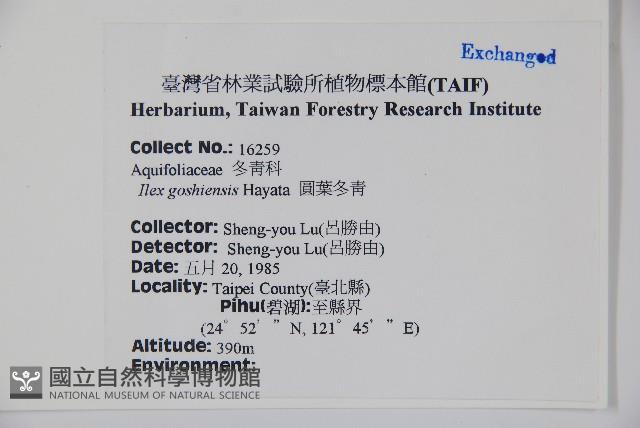 Exchanged
臺灣省林業試驗所植物標本館(TAIF)
Herbarium, Taiwan Forestry Research Institute
Collect No.: 16259
Aquifoliaceae 冬青科
Ilex goshiensis Hayata 圓葉冬青
Collector: Sheng-you Lu(呂勝由)
Detector: Sheng-you Lu(呂勝由)
Date: 五月 20, 1985
Locality: Taipei County(臺北縣)
Pihu(碧湖):至縣界
(24° 52' " N, 121° 45' " E)
Altitude: 390m
Environment:
國立自然科學博物館
NATIONAL MUSEUM OF NATURAL SCIENCE